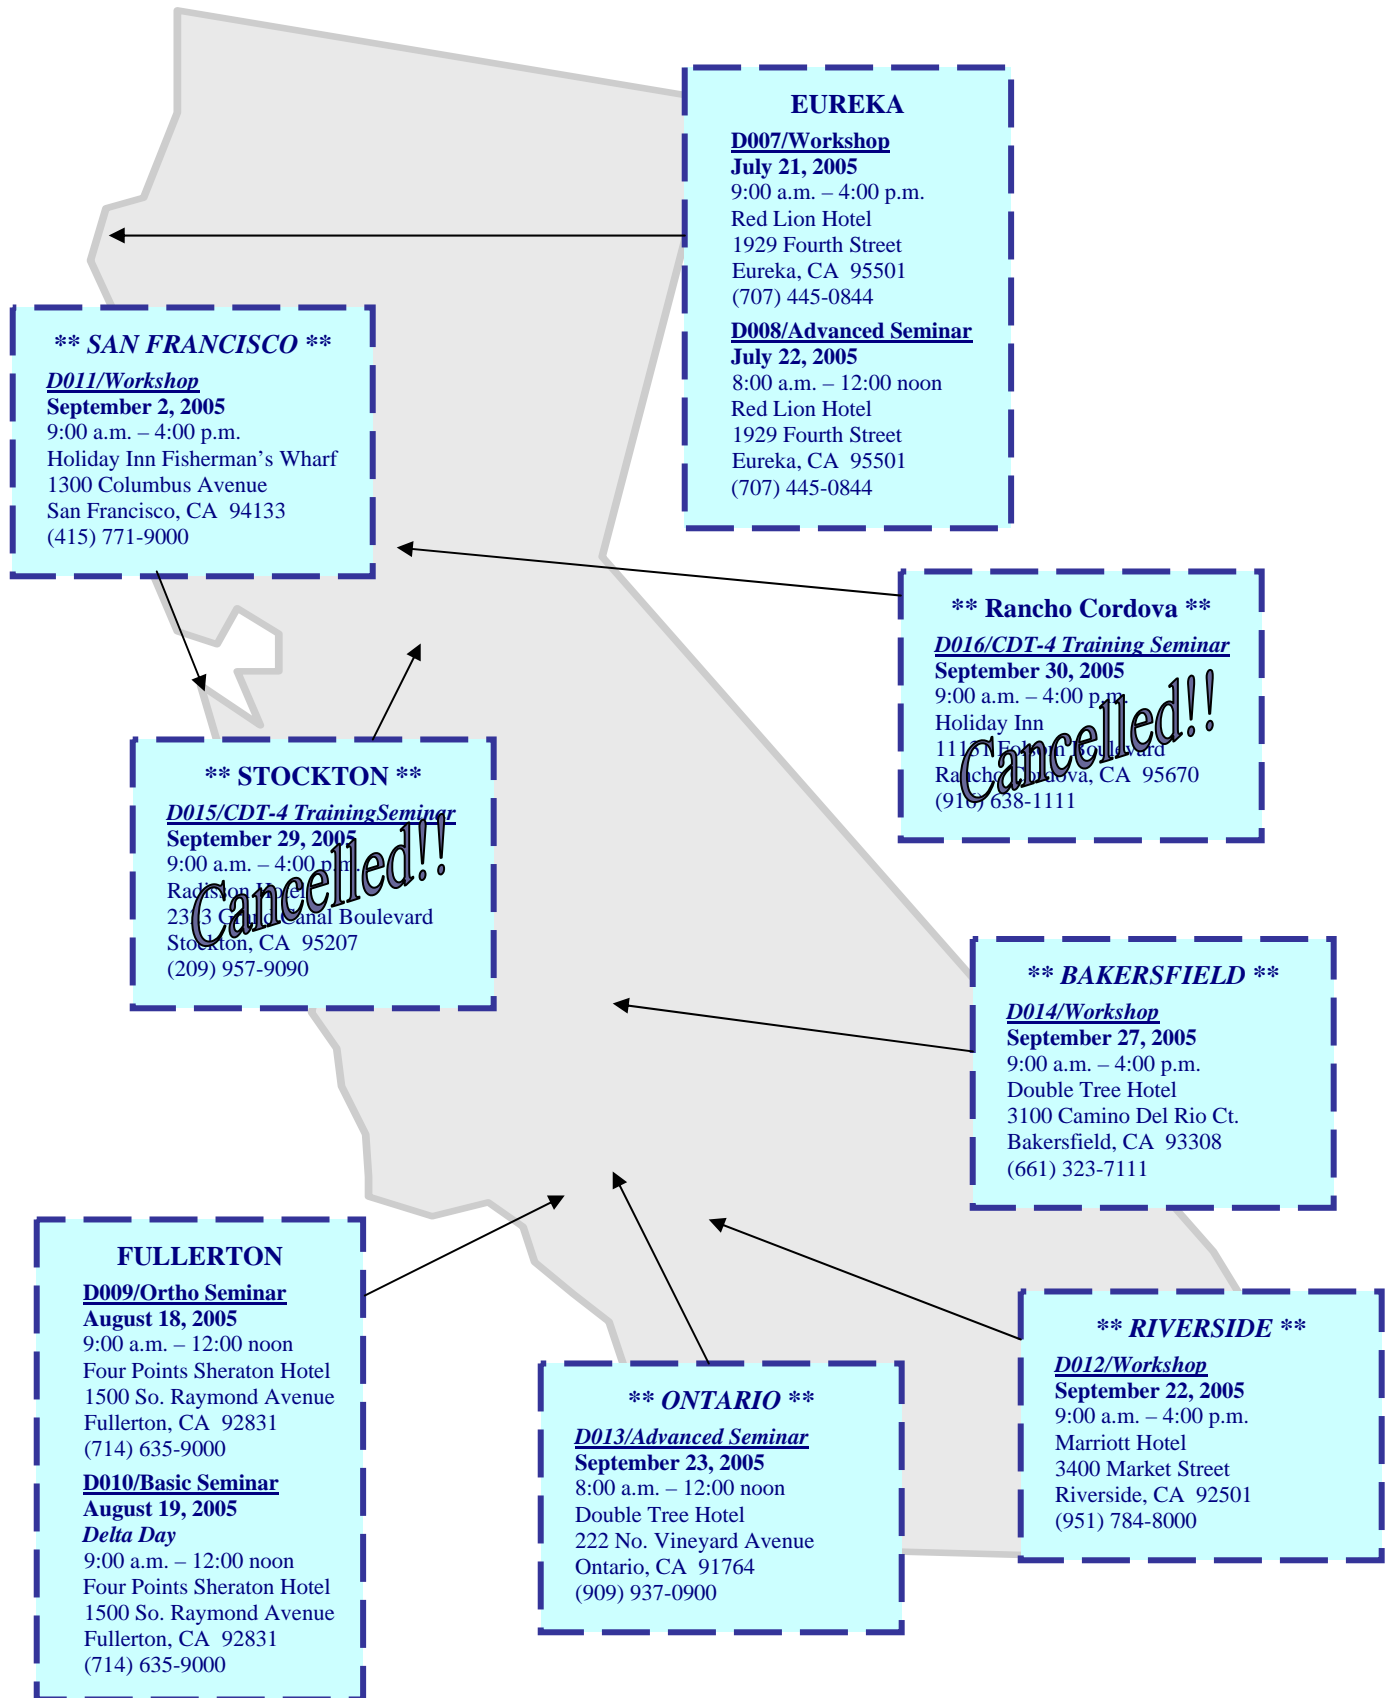 EUREKA
D007/Workshop
July 21, 2005
9:00 a.m. – 4:00 p.m.
Red Lion Hotel
1929 Fourth Street
Eureka, CA 95501
(707) 445-0844
D008/Advanced Seminar
July 22, 2005
8:00 a.m. – 12:00 noon
Red Lion Hotel
1929 Fourth Street
Eureka, CA 95501
(707) 445-0844
** SAN FRANCISCO **
D011/Workshop
September 2, 2005
9:00 a.m. – 4:00 p.m.
Holiday Inn Fisherman's Wharf
1300 Columbus Avenue
San Francisco, CA 94133
(415) 771-9000
** Rancho Cordova **
D016/CDT-4 Training Seminar
September 30, 2005
9:00 a.m. – 4:00 p.m.
Holiday Inn
Folsom Boulevard
Rancho Cordova, CA 95670
(916) 638-1111
Cancelled!!
** STOCKTON **
D015/CDT-4 TrainingSeminar
September 29, 2005
9:00 a.m. – 4:00 p.m.
Radisson Hotel
2323 Grand Canal Boulevard
Stockton, CA 95207
(209) 957-9090
Cancelled!!
** BAKERSFIELD **
D014/Workshop
September 27, 2005
9:00 a.m. – 4:00 p.m.
Double Tree Hotel
3100 Camino Del Rio Ct.
Bakersfield, CA 93308
(661) 323-7111
FULLERTON
D009/Ortho Seminar
August 18, 2005
9:00 a.m. – 12:00 noon
Four Points Sheraton Hotel
1500 So. Raymond Avenue
Fullerton, CA 92831
(714) 635-9000
D010/Basic Seminar
August 19, 2005
Delta Day
9:00 a.m. – 12:00 noon
Four Points Sheraton Hotel
1500 So. Raymond Avenue
Fullerton, CA 92831
(714) 635-9000
** ONTARIO **
D013/Advanced Seminar
September 23, 2005
8:00 a.m. – 12:00 noon
Double Tree Hotel
222 No. Vineyard Avenue
Ontario, CA 91764
(909) 937-0900
** RIVERSIDE **
D012/Workshop
September 22, 2005
9:00 a.m. – 4:00 p.m.
Marriott Hotel
3400 Market Street
Riverside, CA 92501
(951) 784-8000